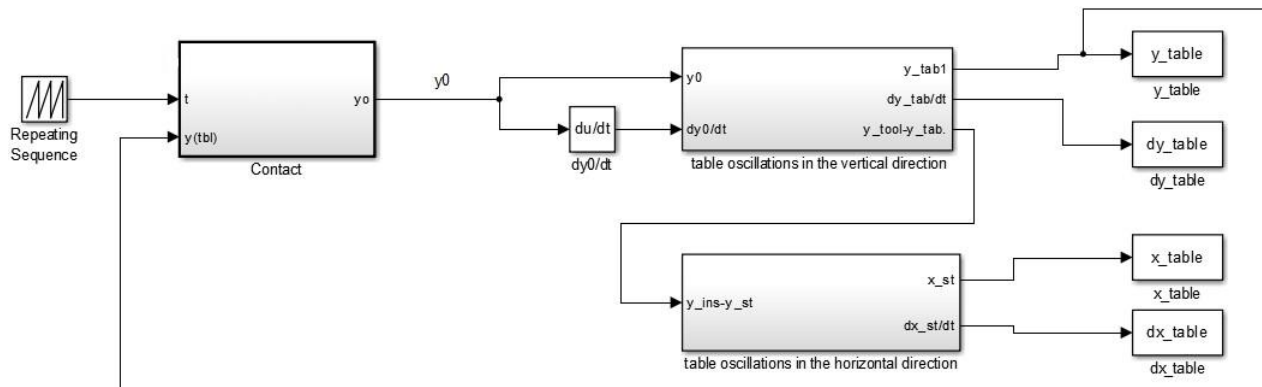 Repeating
Sequence
t
y(tbl)
yo
Contact
y0
du/dt
dy0/dt
y0
dy0/dt
y_tab1
dy_tab/dt
y_tool-y_tab.
table oscillations in the vertical direction
y_table
y_table
dy_table
dy_table
y_ins-y_st
x_st
dx_st/dt
table oscillations in the horizontal direction
x_table
x_table
dx_table
dx_table